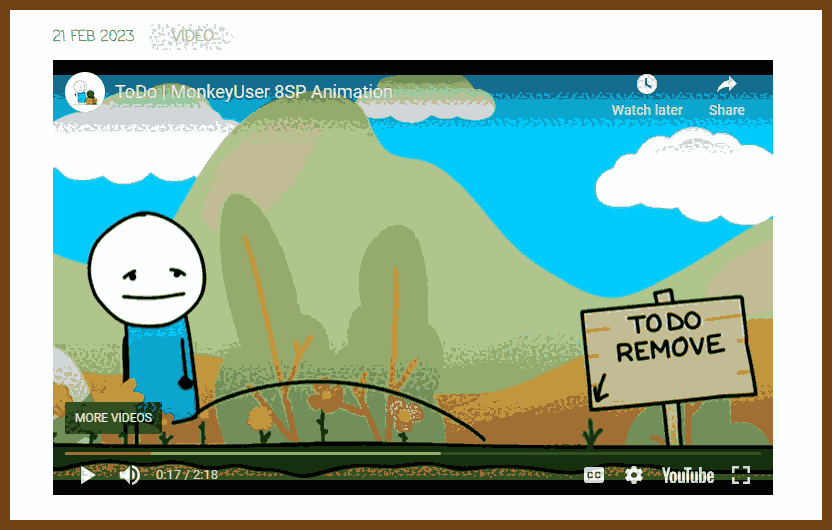 21 FEB 2023 VIDEO
ToDo | MonkeyUser 8SP Animation
Watch later Share
TO DO
REMOVE
MORE VIDEOS
0:17 / 2:18 CC YouTube